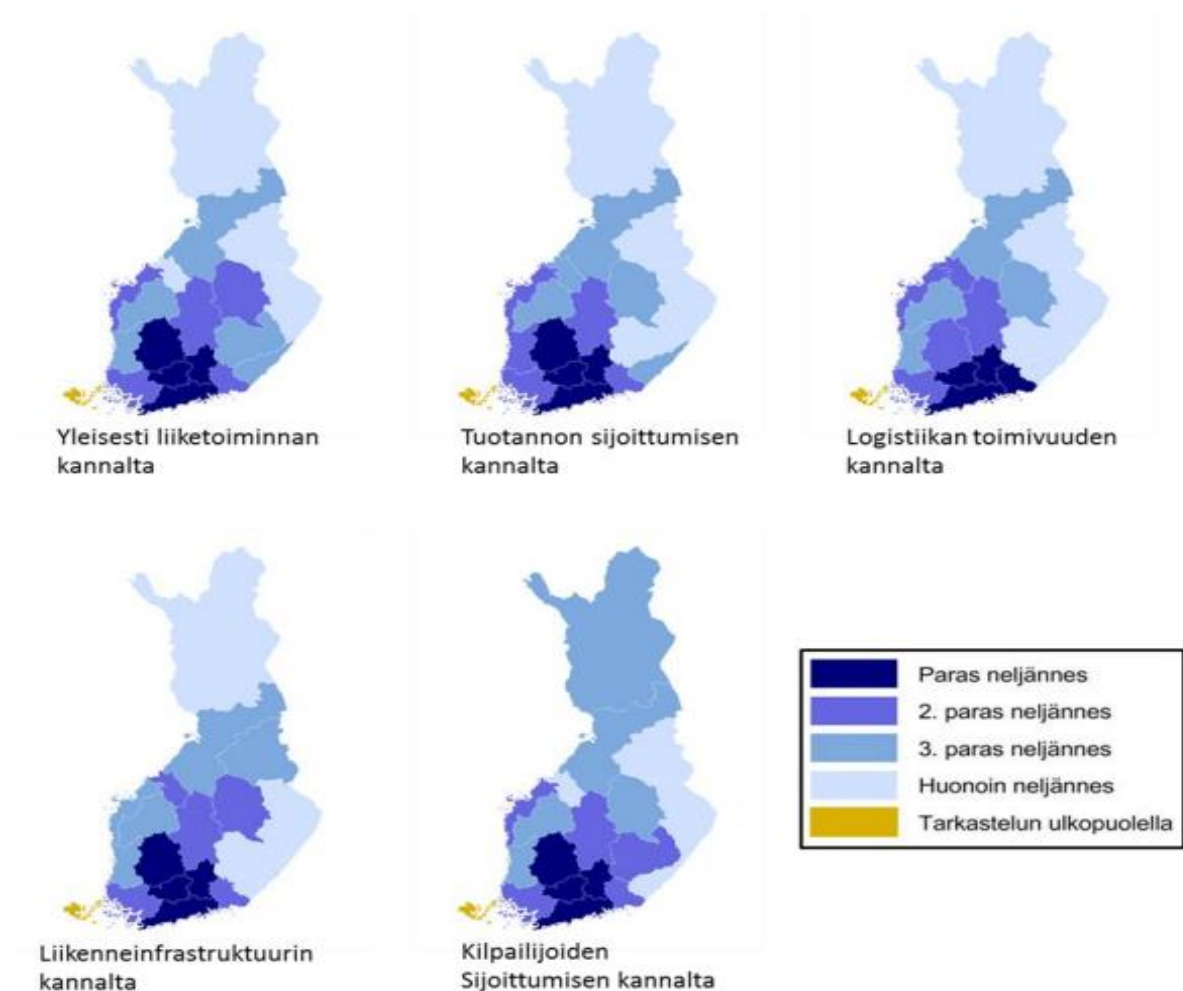 Yleisesti liiketoiminnan
kannalta
Tuotannon sijoittumisen
kannalta
Logistiikan toimivuuden
kannalta
Liikenneinfrastruktuurin
kannalta
Kilpailijoiden
Sijoittumisen kannalta
Paras neljännes
2. paras neljännes
3. paras neljännes
Huonoin neljännes
Tarkastelun ulkopuolella